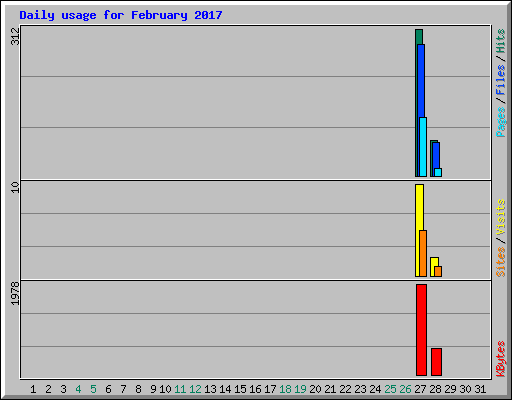 Daily usage for February 2017
312
10
1978
Pages / Files / Hits
Sites / Visits
KBytes
1 2 3 4 5 6 7 8 9 10 11 12 13 14 15 16 17 18 19 20 21 22 23 24 25 26 27 28 29 30 31